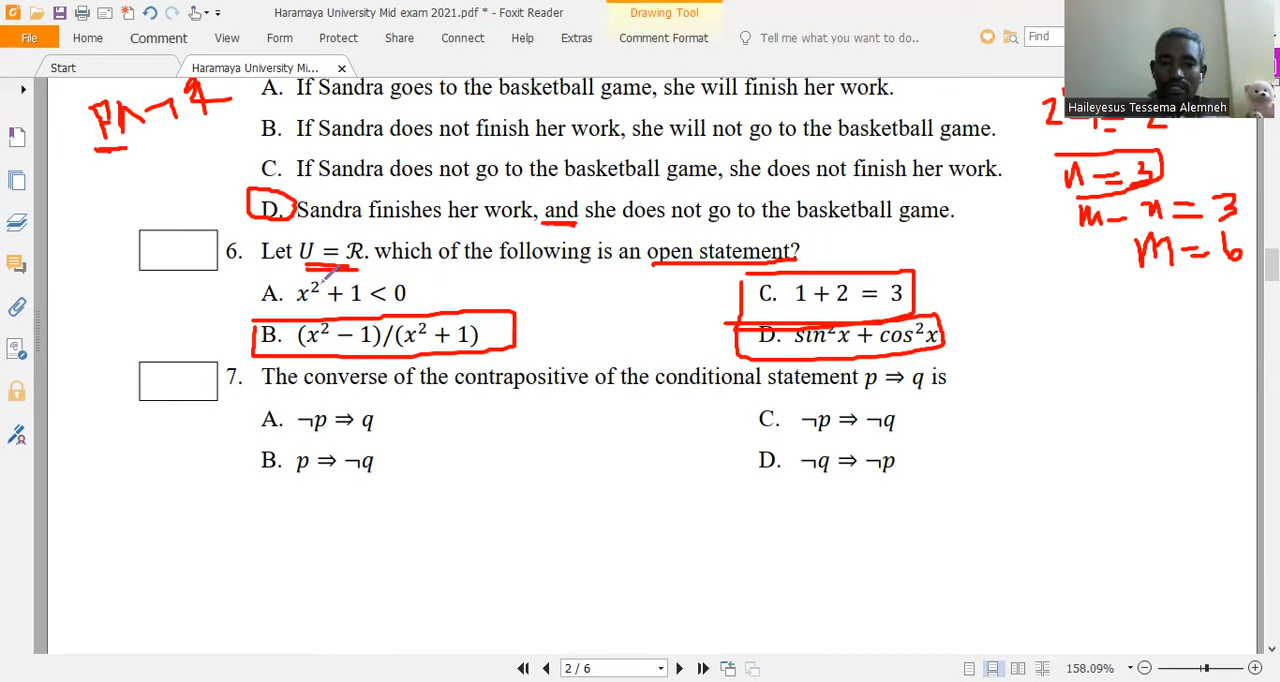 Haramaya University Mid exam 2021.pdf * - Foxit Reader
Drawing Tool
File Home Comment View Form Protect Share Connect Help Extras Comment Format Tell me what you want to do.. Find
Start Haramaya University Mi...
Haileyesus Tessema Alemneh
P∧¬q
A. If Sandra goes to the basketball game, she will finish her work.
B. If Sandra does not finish her work, she will not go to the basketball game.
C. If Sandra does not go to the basketball game, she does not finish her work.
D. Sandra finishes her work, and she does not go to the basketball game.
n = 3
m - n = 3
m = 6
6. Let U = ℛ. which of the following is an open statement?
A. x² + 1 < 0
C. 1 + 2 = 3
B. (x² − 1)/(x² + 1)
D. sin²x + cos²x
7. The converse of the contrapositive of the conditional statement p ⇒ q is
A. ¬p ⇒ q
C. ¬p ⇒ ¬q
B. p ⇒ ¬q
D. ¬q ⇒ ¬p
2 / 6
158.09%